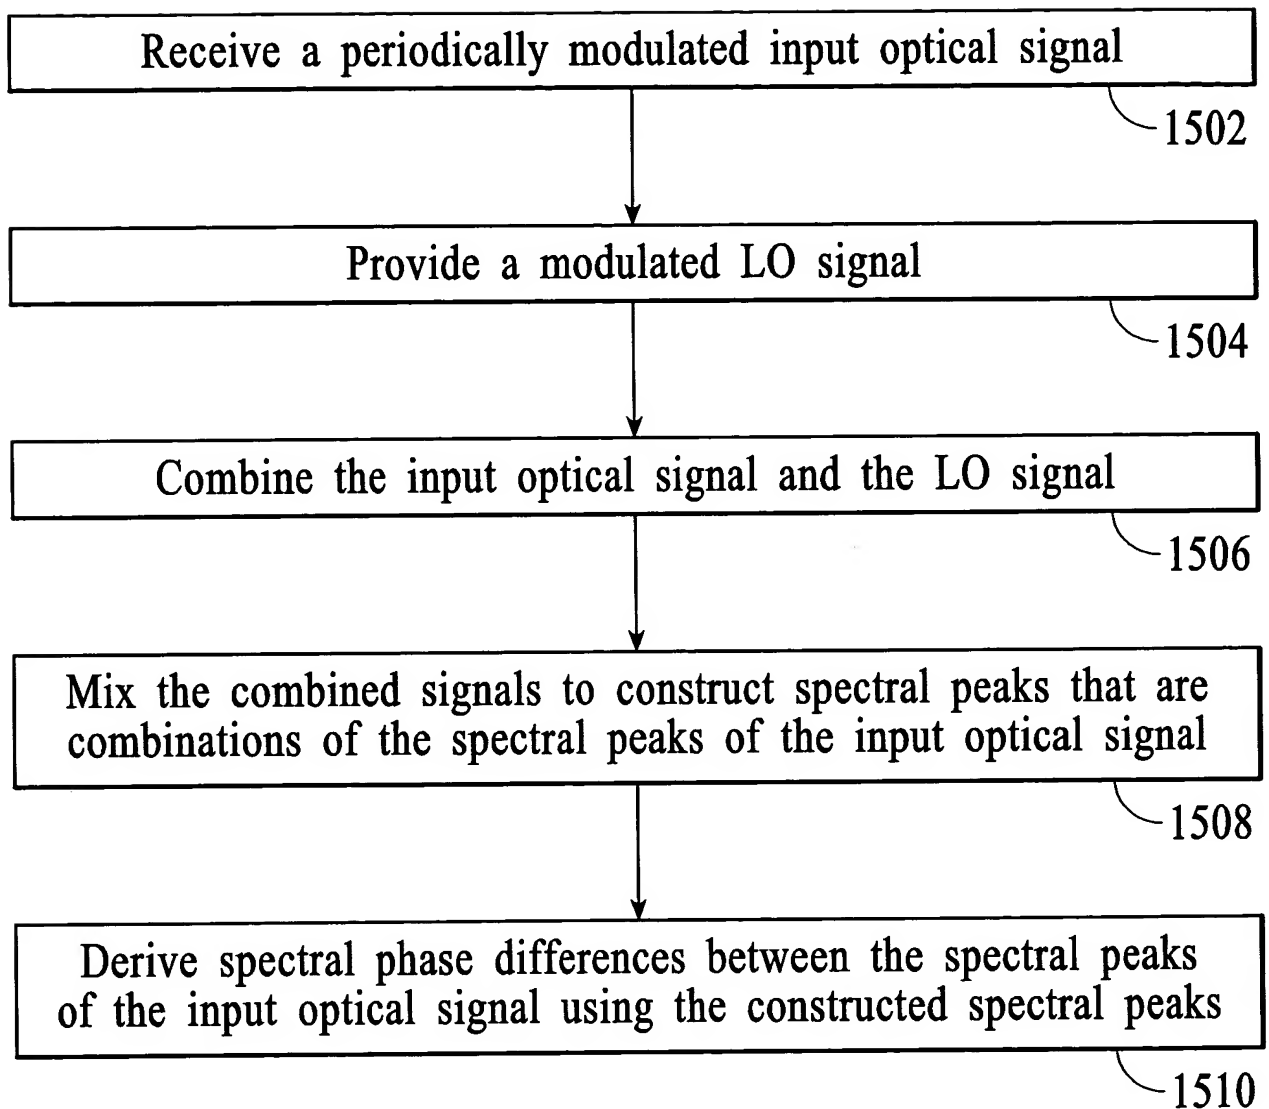 Receive a periodically modulated input optical signal
1502
Provide a modulated LO signal
1504
Combine the input optical signal and the LO signal
1506
Mix the combined signals to construct spectral peaks that are
combinations of the spectral peaks of the input optical signal
1508
Derive spectral phase differences between the spectral peaks
of the input optical signal using the constructed spectral peaks
1510